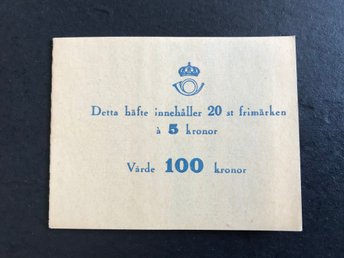 Detta häfte innehåller 20 st frimärken
à 5 kronor
Värde 100 kronor